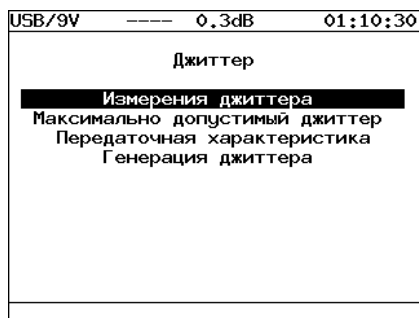 USB/9V ---- 0.3dB 01:10:30
Джиттер
Измерения джиттера
Максимально допустимый джиттер
Передаточная характеристика
Генерация джиттера